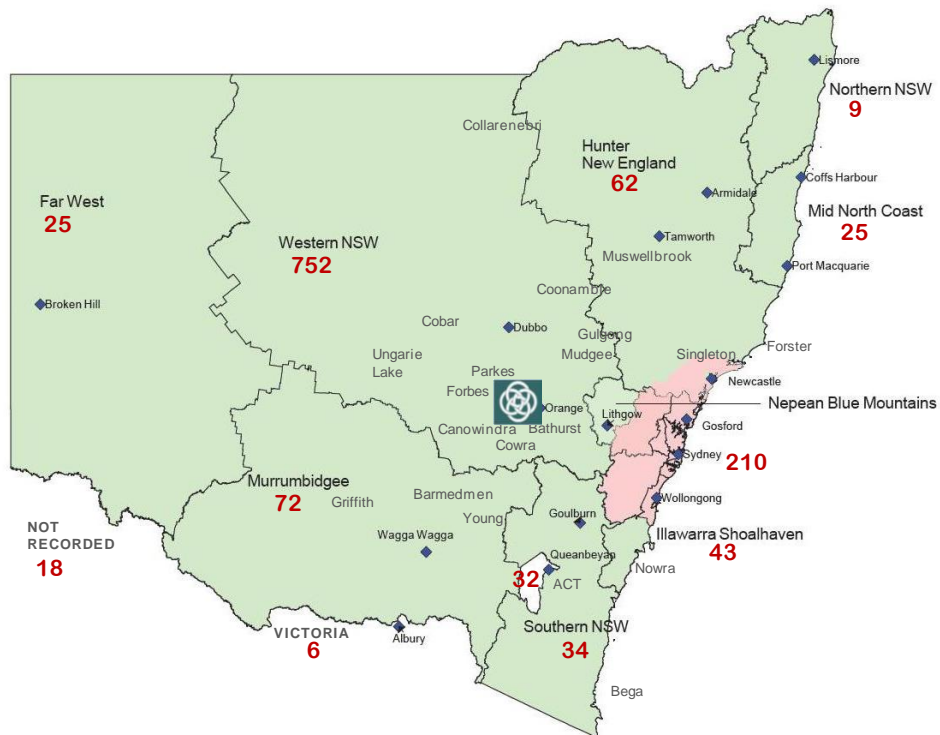 Lismore
Northern NSW
9
Collarenebri
Hunter
New England
62
Coffs Harbour
Armidale
Far West
25
Mid North Coast
25
Western NSW
752
Tamworth
Muswellbrook
Port Macquarie
Coonamble
Broken Hill
Cobar
Dubbo
Gulgong
Ungarie
Lake
Mudgee
Singleton
Forster
Parkes
Newcastle
Forbes
Nepean Blue Mountains
Orange
Lithgow
Gosford
Canowindra
Bathurst
Cowra
Sydney
210
Murrumbidgee
72
Griffith
Barmedmen
Wollongong
Young
Goulburn
NOT
RECORDED
18
Illawarra Shoalhaven
43
Wagga Wagga
Queanbeyan
Nowra
32
ACT
VICTORIA
6
Albury
Southern NSW
34
Bega